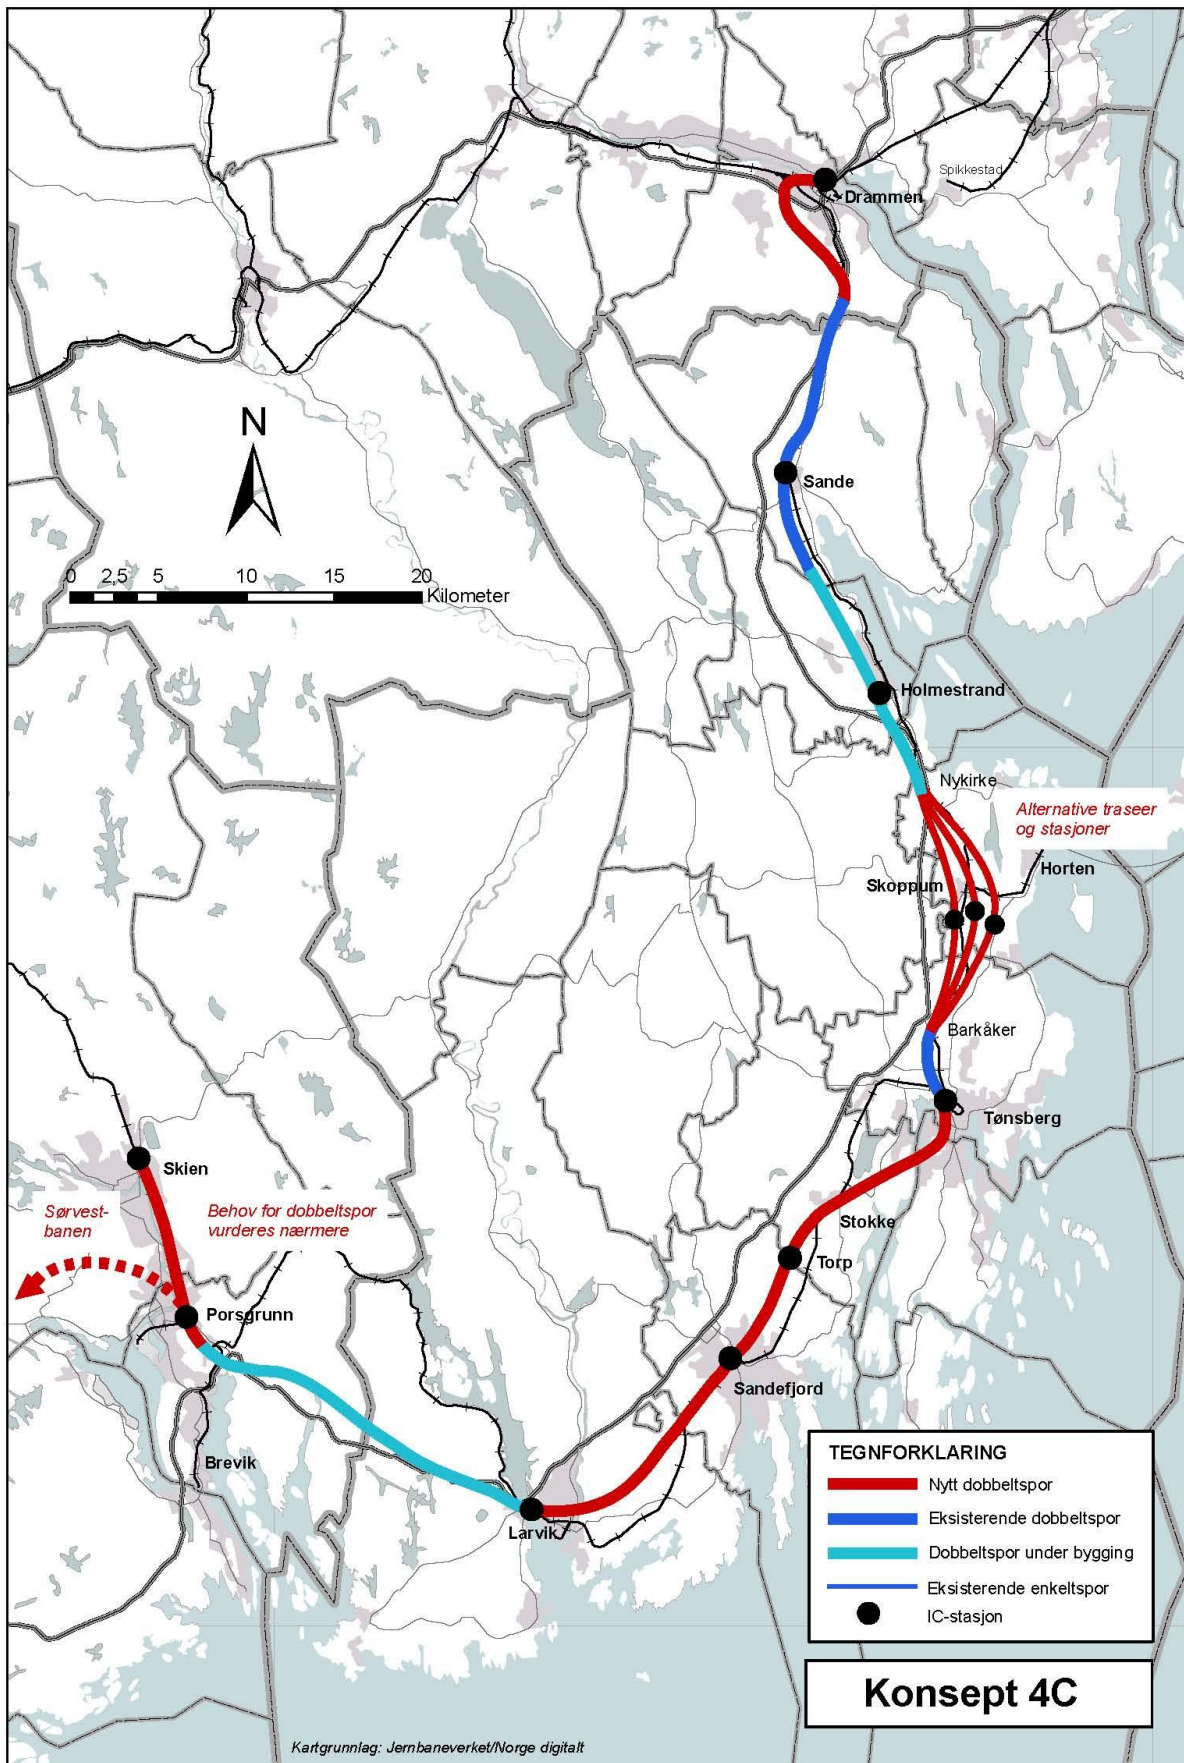 Spikkestad
Drammen
N
Sande
0 2,5 5 10 15 20
Kilometer
Holmestrand
Nykirke
Alternative traseer
og stasjoner
Horten
Skoppum
Barkåker
Tønsberg
Skien
Sørvest-
banen
Behov for dobbeltspor
vurderes nærmere
Stokke
Torp
Porsgrunn
Sandefjord
Brevik
Larvik
TEGNFORKLARING
Nytt dobbeltspor
Eksisterende dobbeltspor
Dobbeltspor under bygging
Eksisterende enkeltspor
IC-stasjon
Konsept 4C
Kartgrunnlag: Jernbaneverket/Norge digitalt